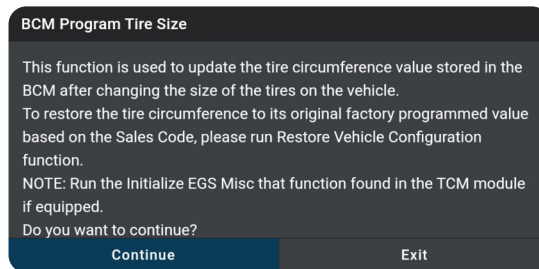 BCM Program Tire Size
This function is used to update the tire circumference value stored in the
BCM after changing the size of the tires on the vehicle.
To restore the tire circumference to its original factory programmed value
based on the Sales Code, please run Restore Vehicle Configuration
function.
NOTE: Run the Initialize EGS Misc that function found in the TCM module
if equipped.
Do you want to continue?
Continue Exit